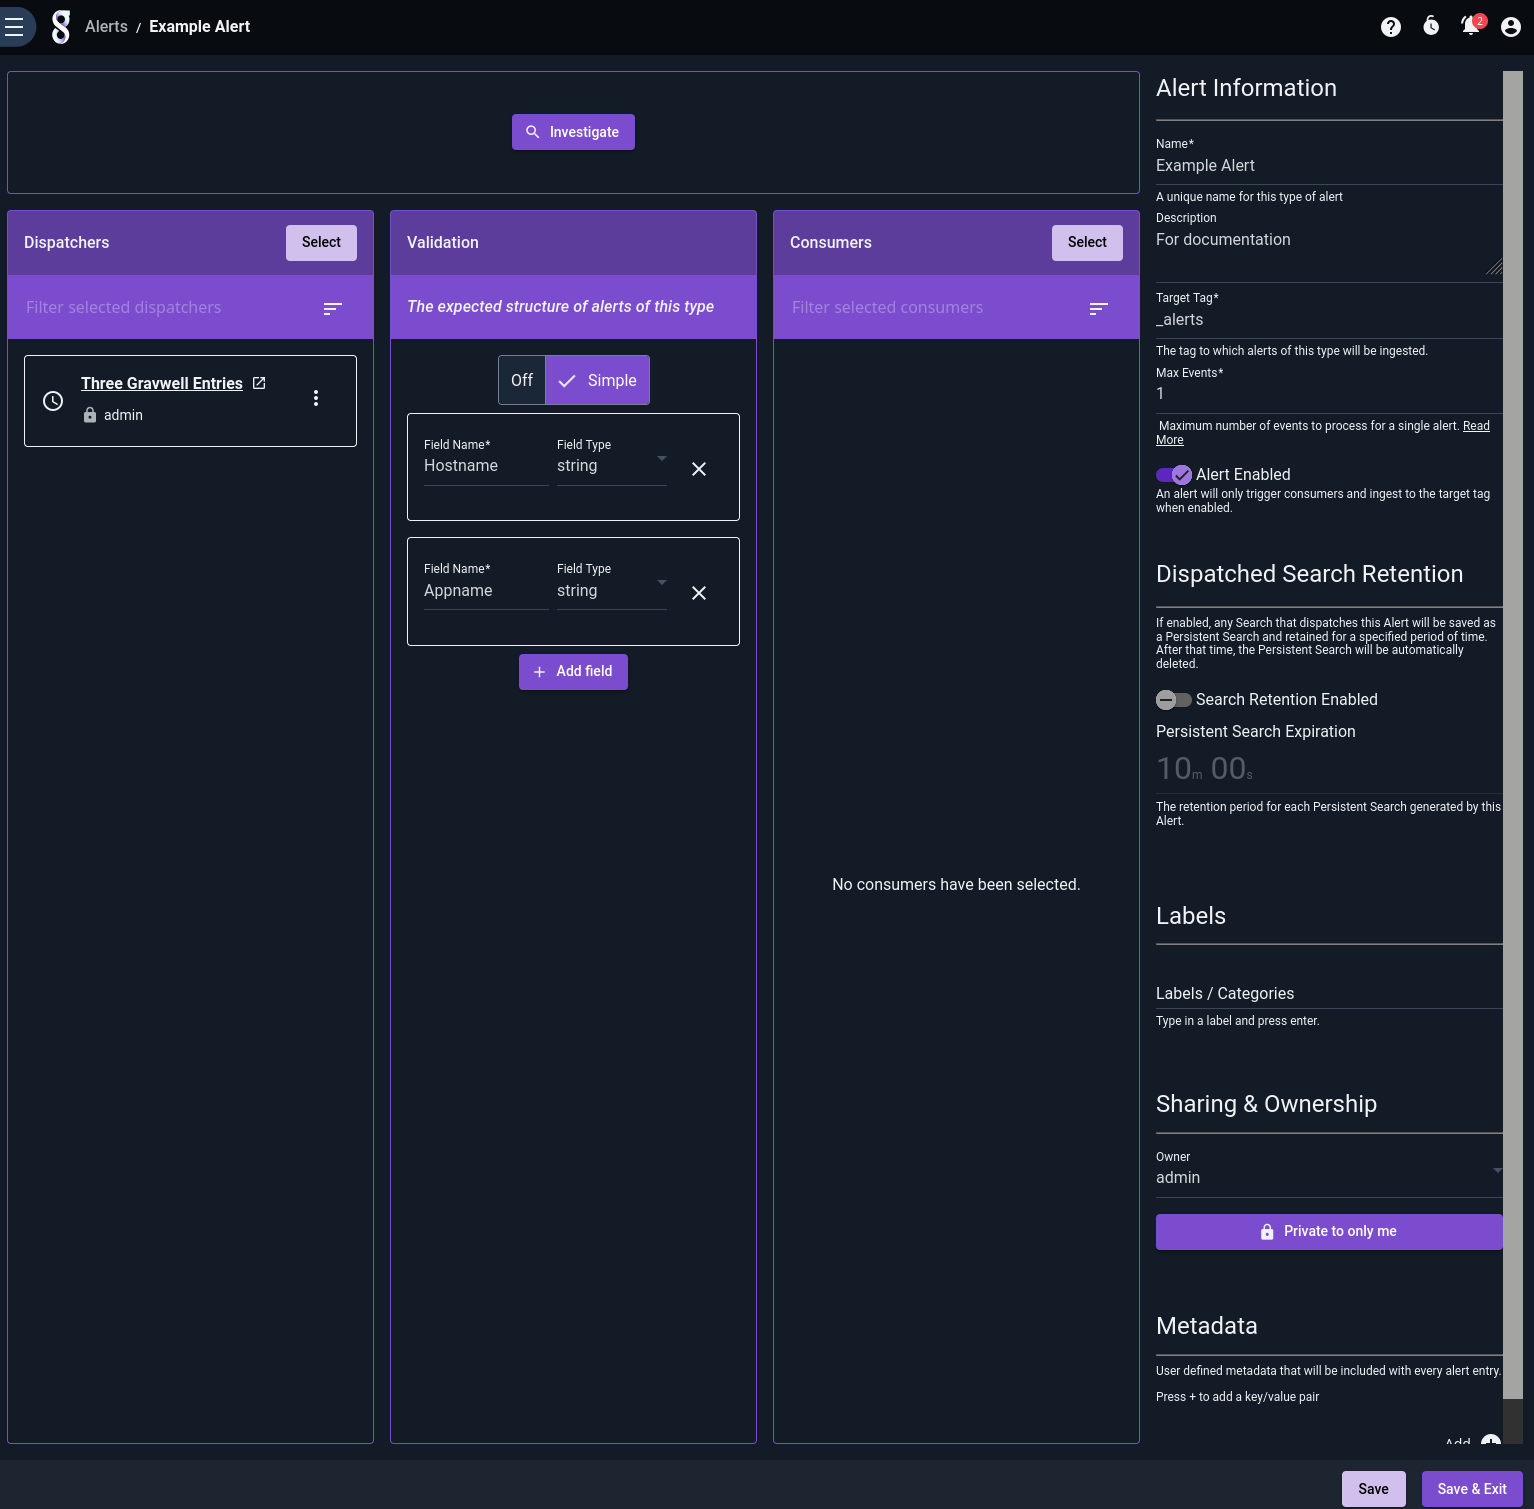 Alerts / Example Alert
2
Investigate
Dispatchers
Select
Filter selected dispatchers
Three Gravwell Entries
admin
Validation
The expected structure of alerts of this type
Off
Simple
Field Name*
Field Type
Hostname
string
Field Name*
Field Type
Appname
string
Add field
Consumers
Select
Filter selected consumers
No consumers have been selected.
Alert Information
Name*
Example Alert
A unique name for this type of alert
Description
For documentation
Target Tag*
_alerts
The tag to which alerts of this type will be ingested.
Max Events*
1
Maximum number of events to process for a single alert. Read
More
Alert Enabled
An alert will only trigger consumers and ingest to the target tag
when enabled.
Dispatched Search Retention
If enabled, any Search that dispatches this Alert will be saved as
a Persistent Search and retained for a specified period of time.
After that time, the Persistent Search will be automatically
deleted.
Search Retention Enabled
Persistent Search Expiration
10m 00s
The retention period for each Persistent Search generated by this
Alert.
Labels
Labels / Categories
Type in a label and press enter.
Sharing & Ownership
Owner
admin
Private to only me
Metadata
User defined metadata that will be included with every alert entry.
Press + to add a key/value pair
Add
Save
Save & Exit